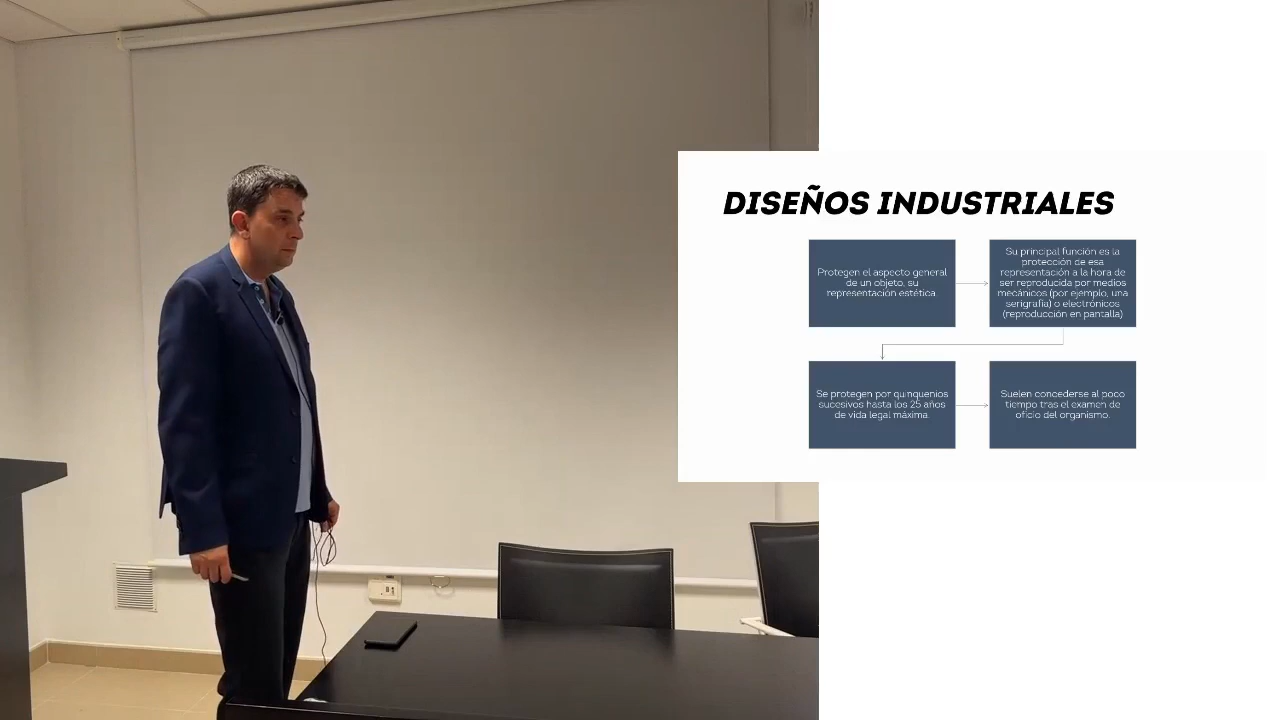 DISEÑOS INDUSTRIALES
Protegen el aspecto general
de un objeto, su
representación estética.
Su principal función es la
protección de esa
representación a la hora de
ser reproducida por medios
mecánicos (por ejemplo, una
serigrafía) o electrónicos
(reproducción en pantalla)
Se protegen por quinquenios
sucesivos hasta los 25 años
de vida legal máxima.
Suelen concederse al poco
tiempo tras el examen de
oficio del organismo.